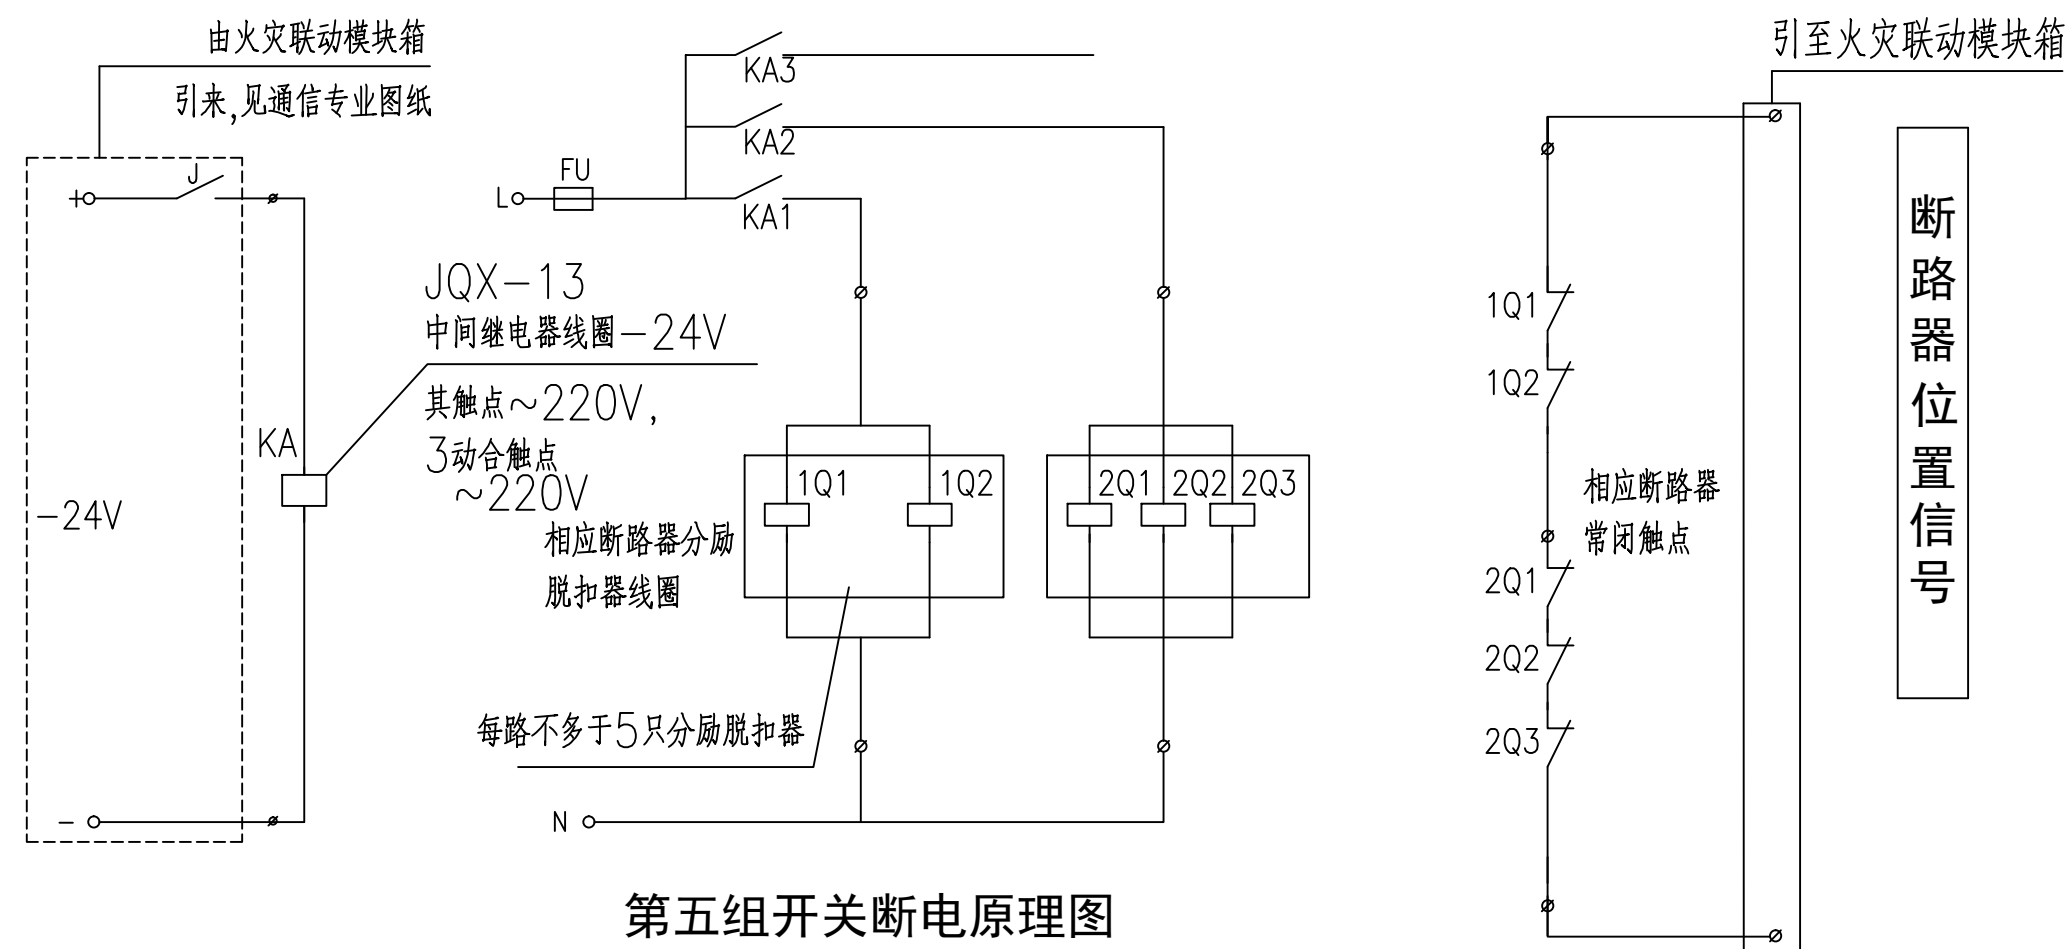 由火灾联动模块箱
引来,见通信专业图纸
+
J
-24V
-
KA
JQX-13
中间继电器线圈-24V
其触点~220V,
3动合触点
~220V
L
FU
KA3
KA2
KA1
1Q1
1Q2
2Q1
2Q2
2Q3
相应断路器分励
脱扣器线圈
每路不多于5只分励脱扣器
N
第五组开关断电原理图
引至火灾联动模块箱
1Q1
1Q2
相应断路器
常闭触点
2Q1
2Q2
2Q3
断路器位置信号